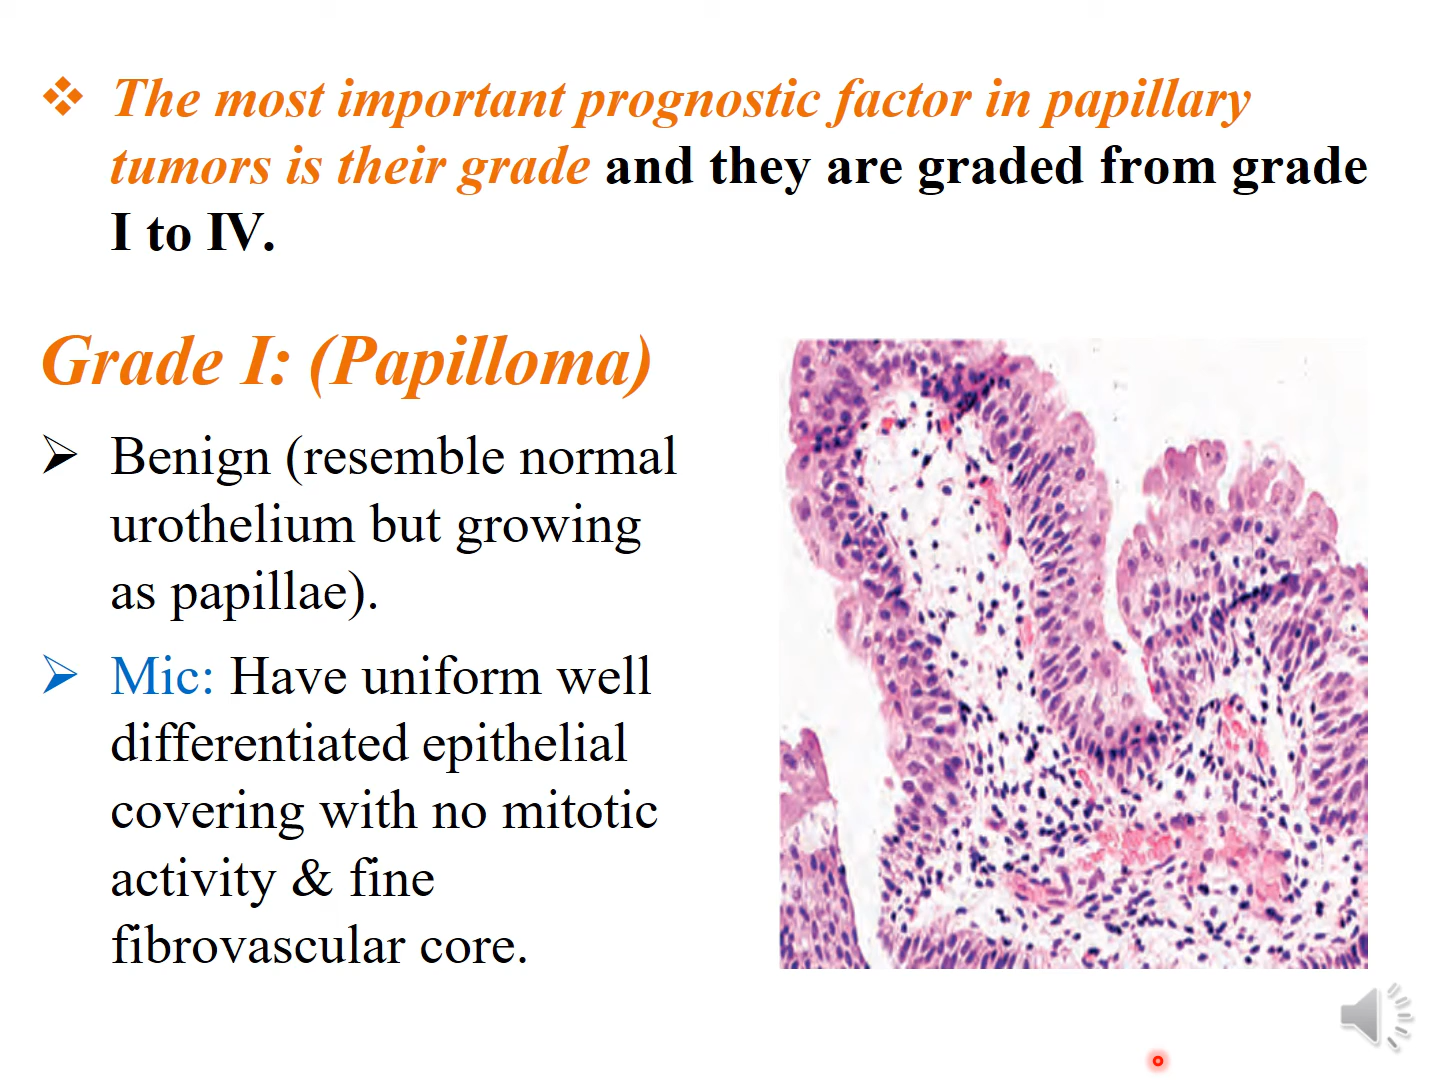 The most important prognostic factor in papillary
tumors is their grade and they are graded from grade
I to IV.
Grade I: (Papilloma)
Benign (resemble normal
urothelium but growing
as papillae).
Mic: Have uniform well
differentiated epithelial
covering with no mitotic
activity & fine
fibrovascular core.